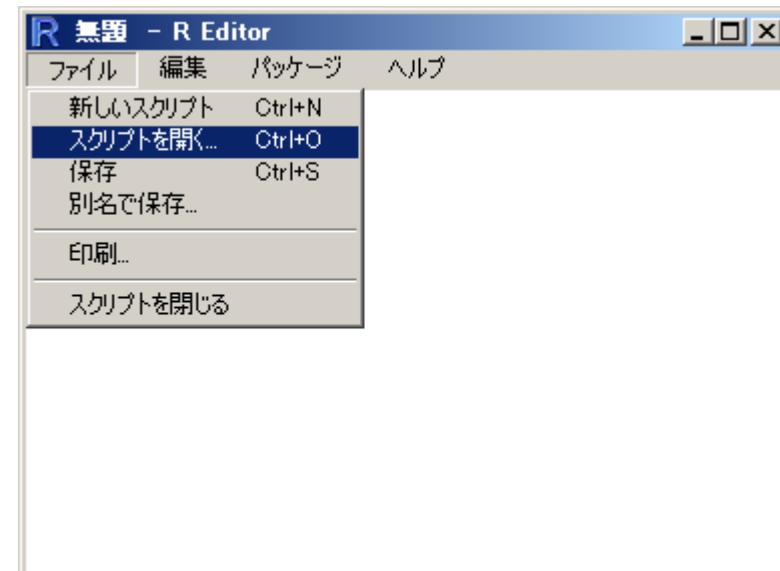 無題 - R Editor
ファイル 編集 パッケージ ヘルプ
新しいスクリプト Ctrl+N
スクリプトを開く... Ctrl+O
保存 Ctrl+S
別名で保存...
印刷...
スクリプトを閉じる